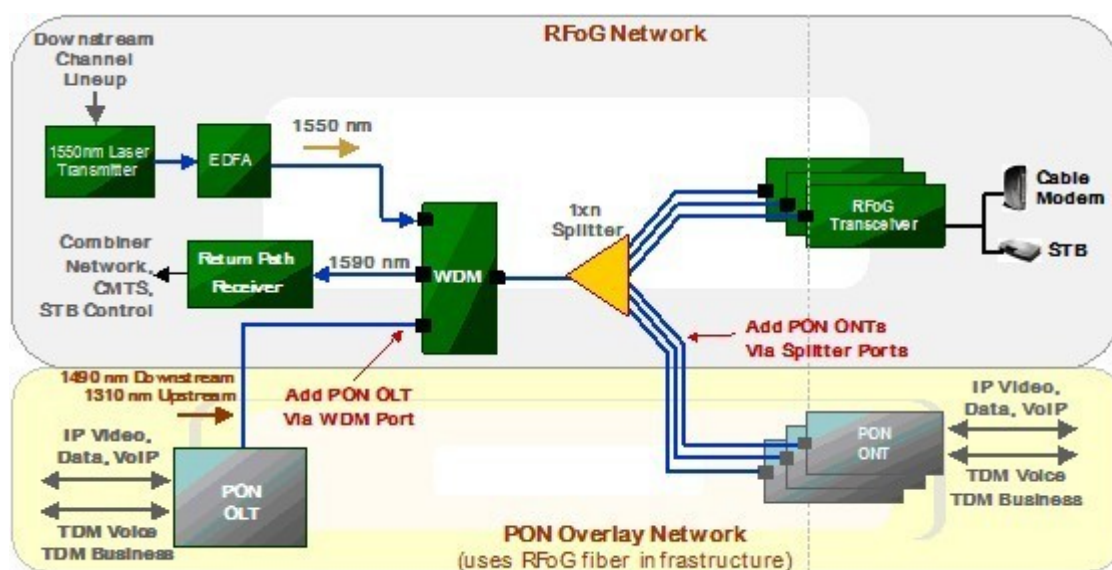 RFoG Network
Downstream
Channel
Lineup
1550nm Laser
Transmitter
EDFA
1550 nm
WDM
1xn
Splitter
RFoG
Transceiver
Cable
Modem
STB
Combiner
Network,
CMTS,
STB Control
Return Path
Receiver
1590 nm
Add PON ONTs
Via Splitter Ports
1490 nm Downstream
1310 nm Upstream
Add PON OLT
Via WDM Port
IP Video,
Data, VoIP
TDM Voice
TDM Business
PON
OLT
PON
ONT
IP Video,
Data, VoIP
TDM Voice
TDM Business
PON Overlay Network
(uses RFoG fiber infrastructure)